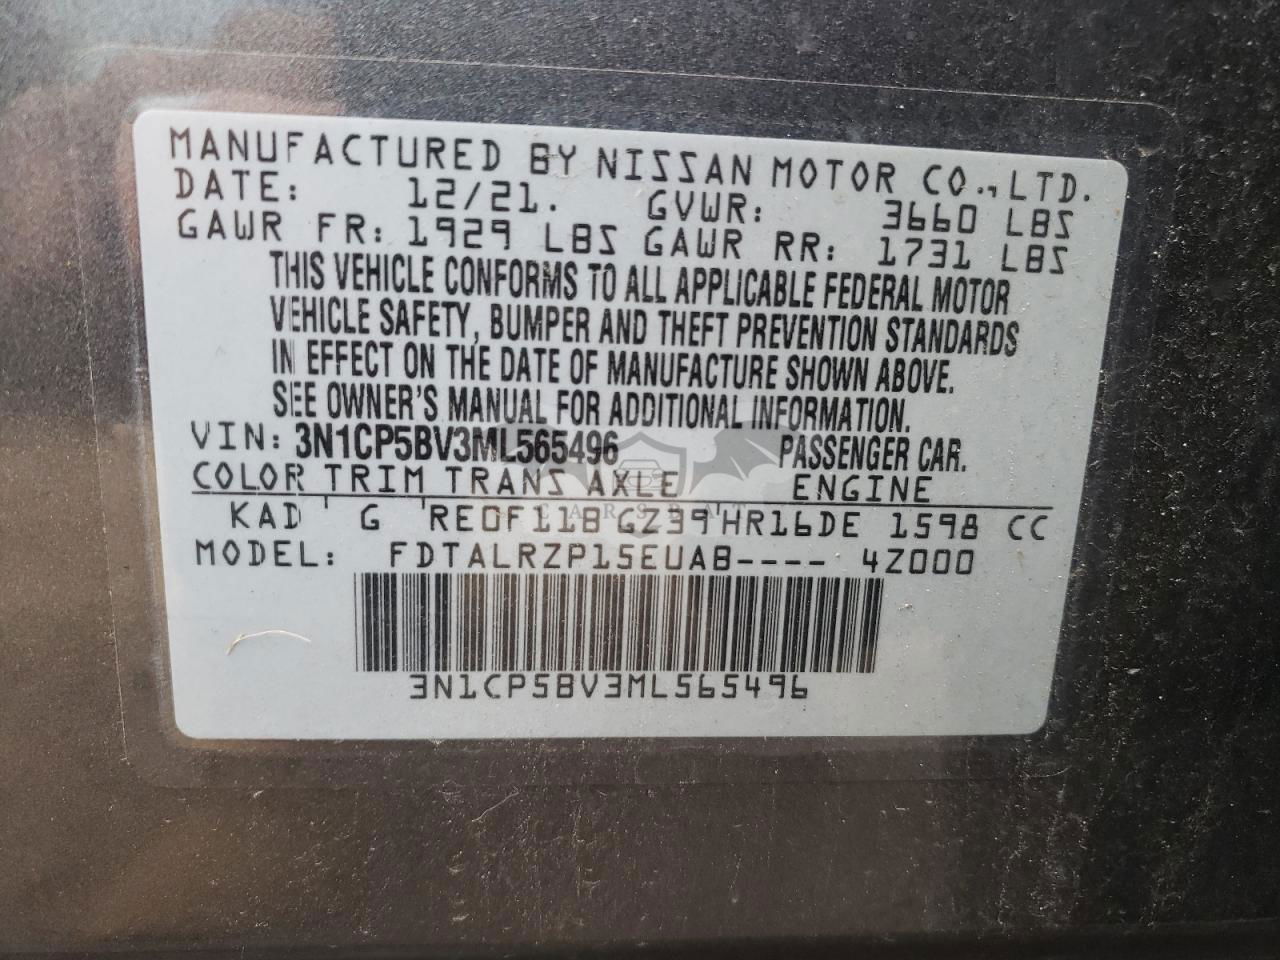 MANUFACTURED BY NISSAN MOTOR CO., LTD.
DATE: 12/21. GVWR: 3660 LBS
GAWR FR: 1929 LBS GAWR RR: 1731 LBS
THIS VEHICLE CONFORMS TO ALL APPLICABLE FEDERAL MOTOR
VEHICLE SAFETY, BUMPER AND THEFT PREVENTION STANDARDS
IN EFFECT ON THE DATE OF MANUFACTURE SHOWN ABOVE.
SEE OWNER'S MANUAL FOR ADDITIONAL INFORMATION.
VIN: 3N1CP5BV3ML565496 PASSENGER CAR.
COLOR TRIM TRANS AXLE ENGINE
KAD G RE0F11B GZ39 HR16DE 1598 CC
MODEL: FDTALRZP15EUAB---- 4Z000
3N1CP5BV3ML565496